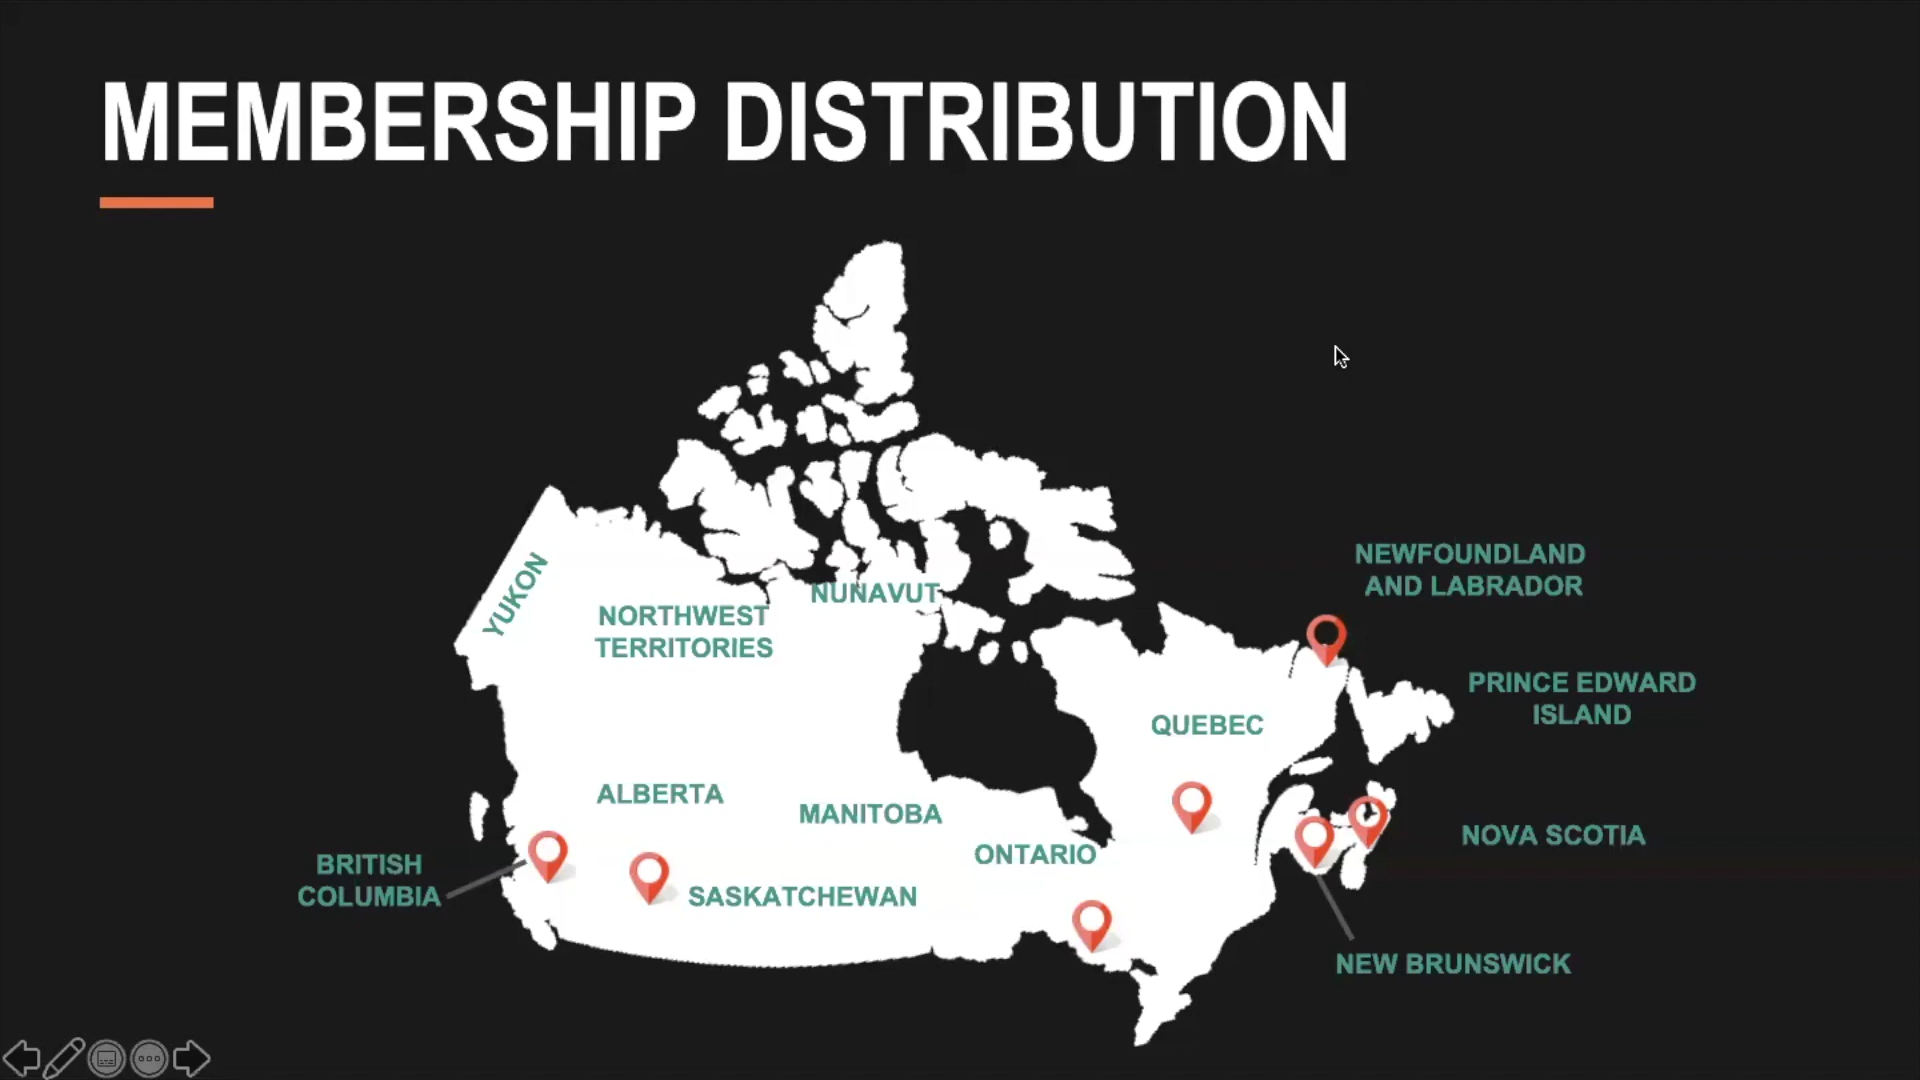 MEMBERSHIP DISTRIBUTION
YUKON
NORTHWEST
TERRITORIES
NUNAVUT
NEWFOUNDLAND
AND LABRADOR
PRINCE EDWARD
ISLAND
QUEBEC
ALBERTA
MANITOBA
ONTARIO
NOVA SCOTIA
BRITISH
COLUMBIA
SASKATCHEWAN
NEW BRUNSWICK